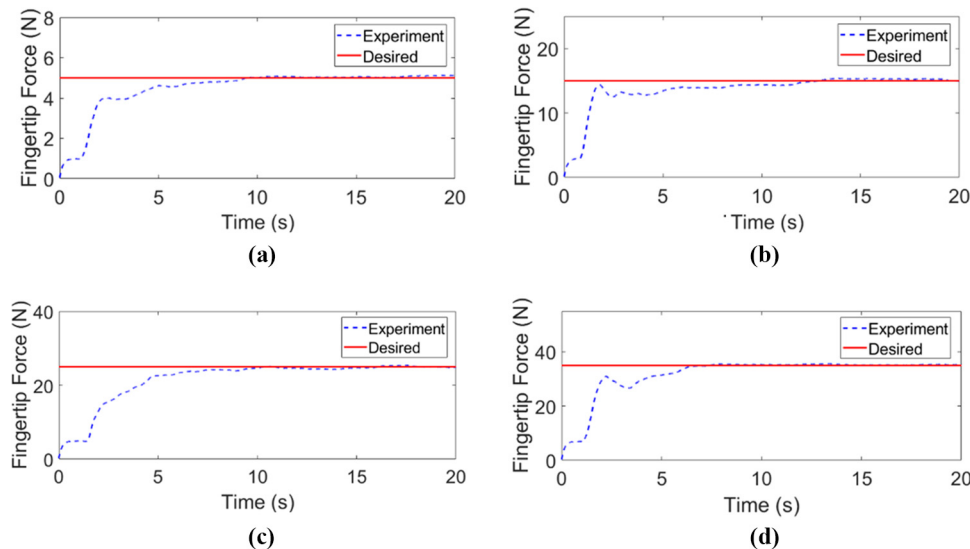 8
6
4
2
0
Fingertip Force (N)
Experiment
Desired
0 5 10 15 20
Time (s)
(a)
20
10
0
Fingertip Force (N)
Experiment
Desired
0 5 10 15 20
Time (s)
(b)
40
20
0
Fingertip Force (N)
Experiment
Desired
0 5 10 15 20
Time (s)
(c)
40
20
0
Fingertip Force (N)
Experiment
Desired
0 5 10 15 20
Time (s)
(d)